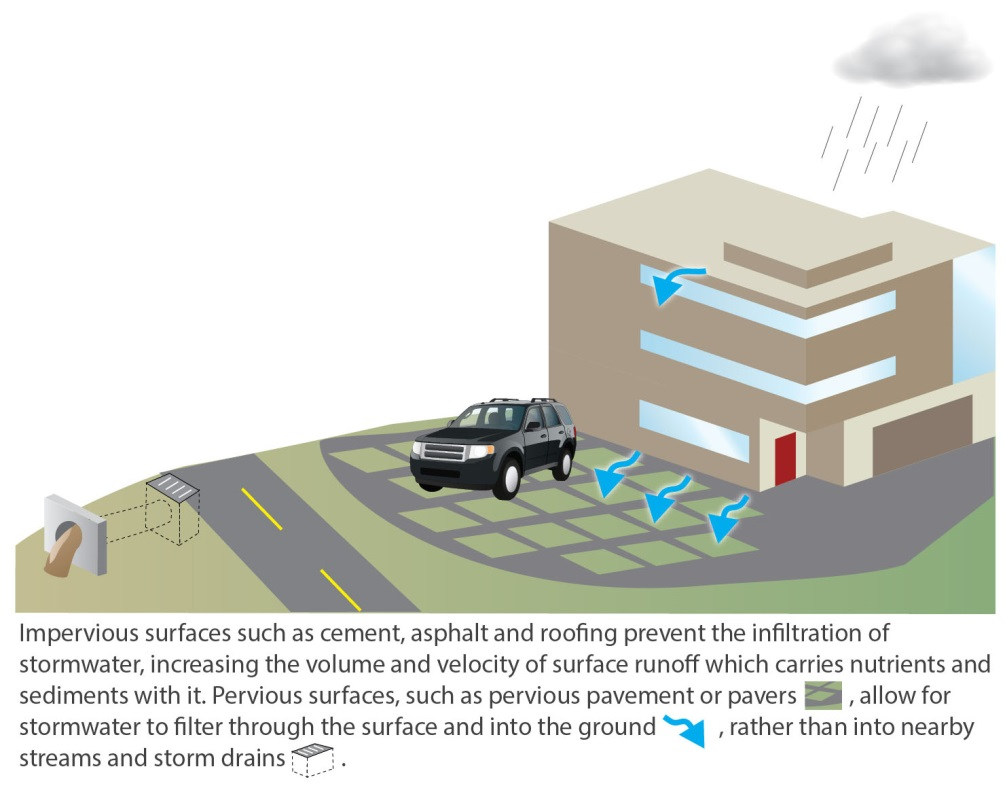 Impervious surfaces such as cement, asphalt and roofing prevent the infiltration of
stormwater, increasing the volume and velocity of surface runoff which carries nutrients and
sediments with it. Pervious surfaces, such as pervious pavement or pavers , allow for
stormwater to filter through the surface and into the ground , rather than into nearby
streams and storm drains .